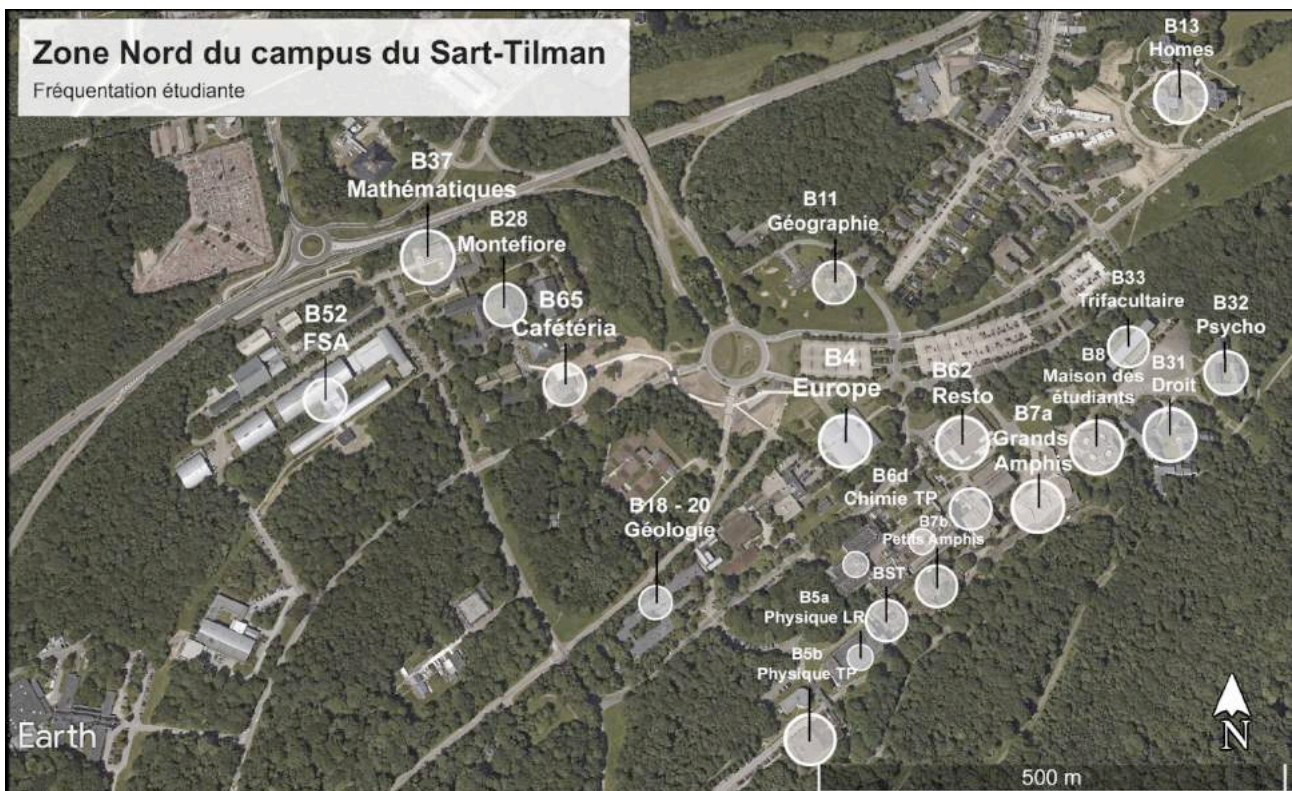 Zone Nord du campus du Sart-Tilman
Fréquentation étudiante
B13
Homes
B37
Mathématiques
B28
Montefiore
B11
Géographie
B52
FSA
B65
Cafétéria
B33
Trifacultaire
B32
Psycho
B4
Europe
B62
Resto
B8
Maison des
étudiants
B31
Droit
B7a
Grands
Amphis
B6d
Chimie TP
B18 - 20
Géologie
B7b
Petits Amphis
BST
B5a
Physique LR
B5b
Physique TP
Earth
N
500 m